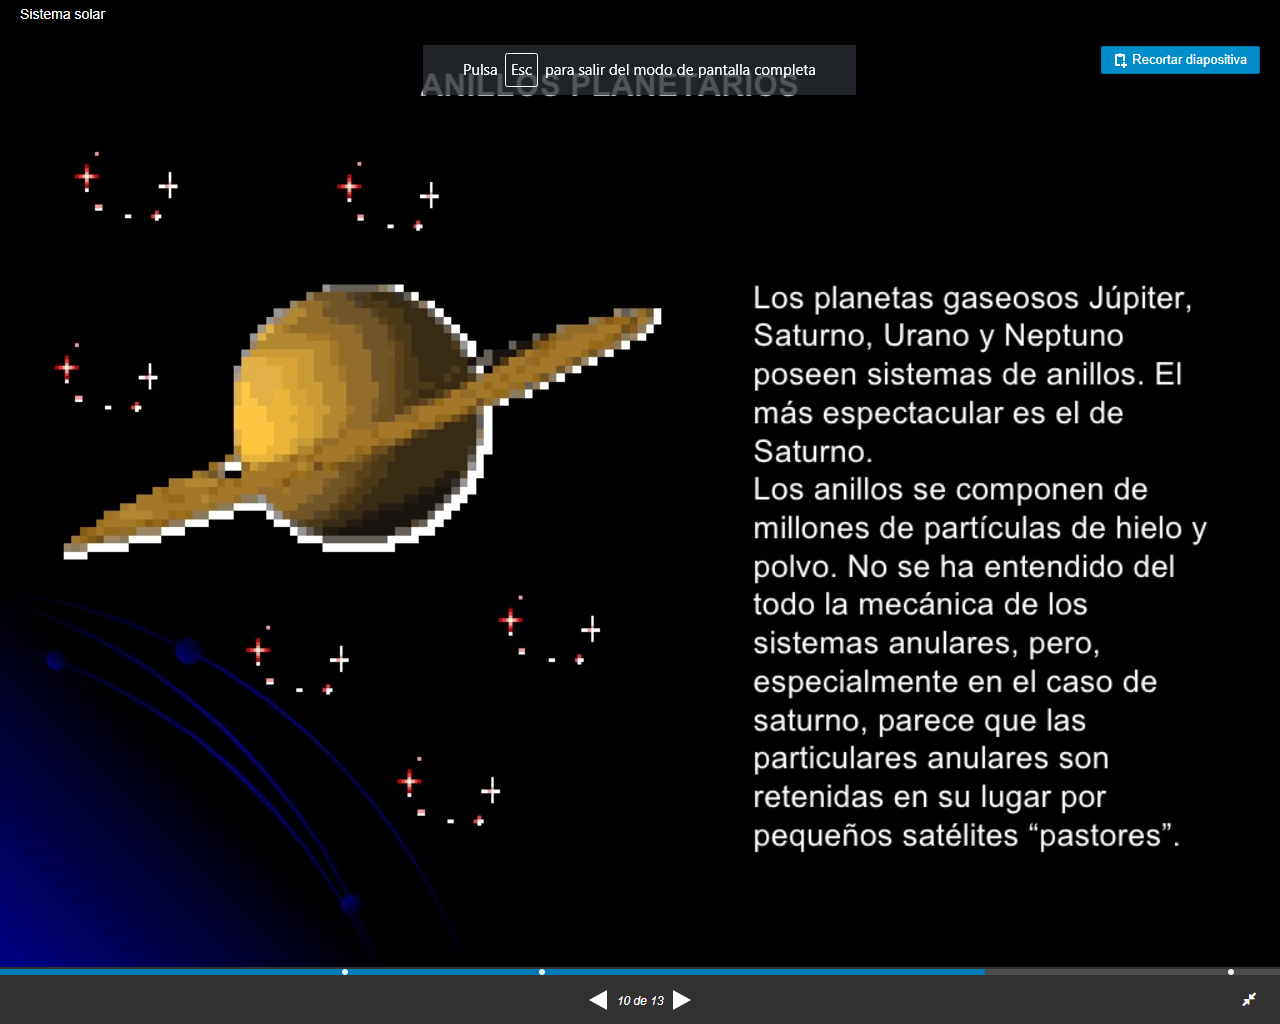 Sistema solar
Pulsa Esc para salir del modo de pantalla completa
ANILLOS PLANETARIOS
Recortar diapositiva
Los planetas gaseosos Júpiter,
Saturno, Urano y Neptuno
poseen sistemas de anillos. El
más espectacular es el de
Saturno.
Los anillos se componen de
millones de partículas de hielo y
polvo. No se ha entendido del
todo la mecánica de los
sistemas anulares, pero,
especialmente en el caso de
saturno, parece que las
particulares anulares son
retenidas en su lugar por
pequeños satélites “pastores”.
10 de 13